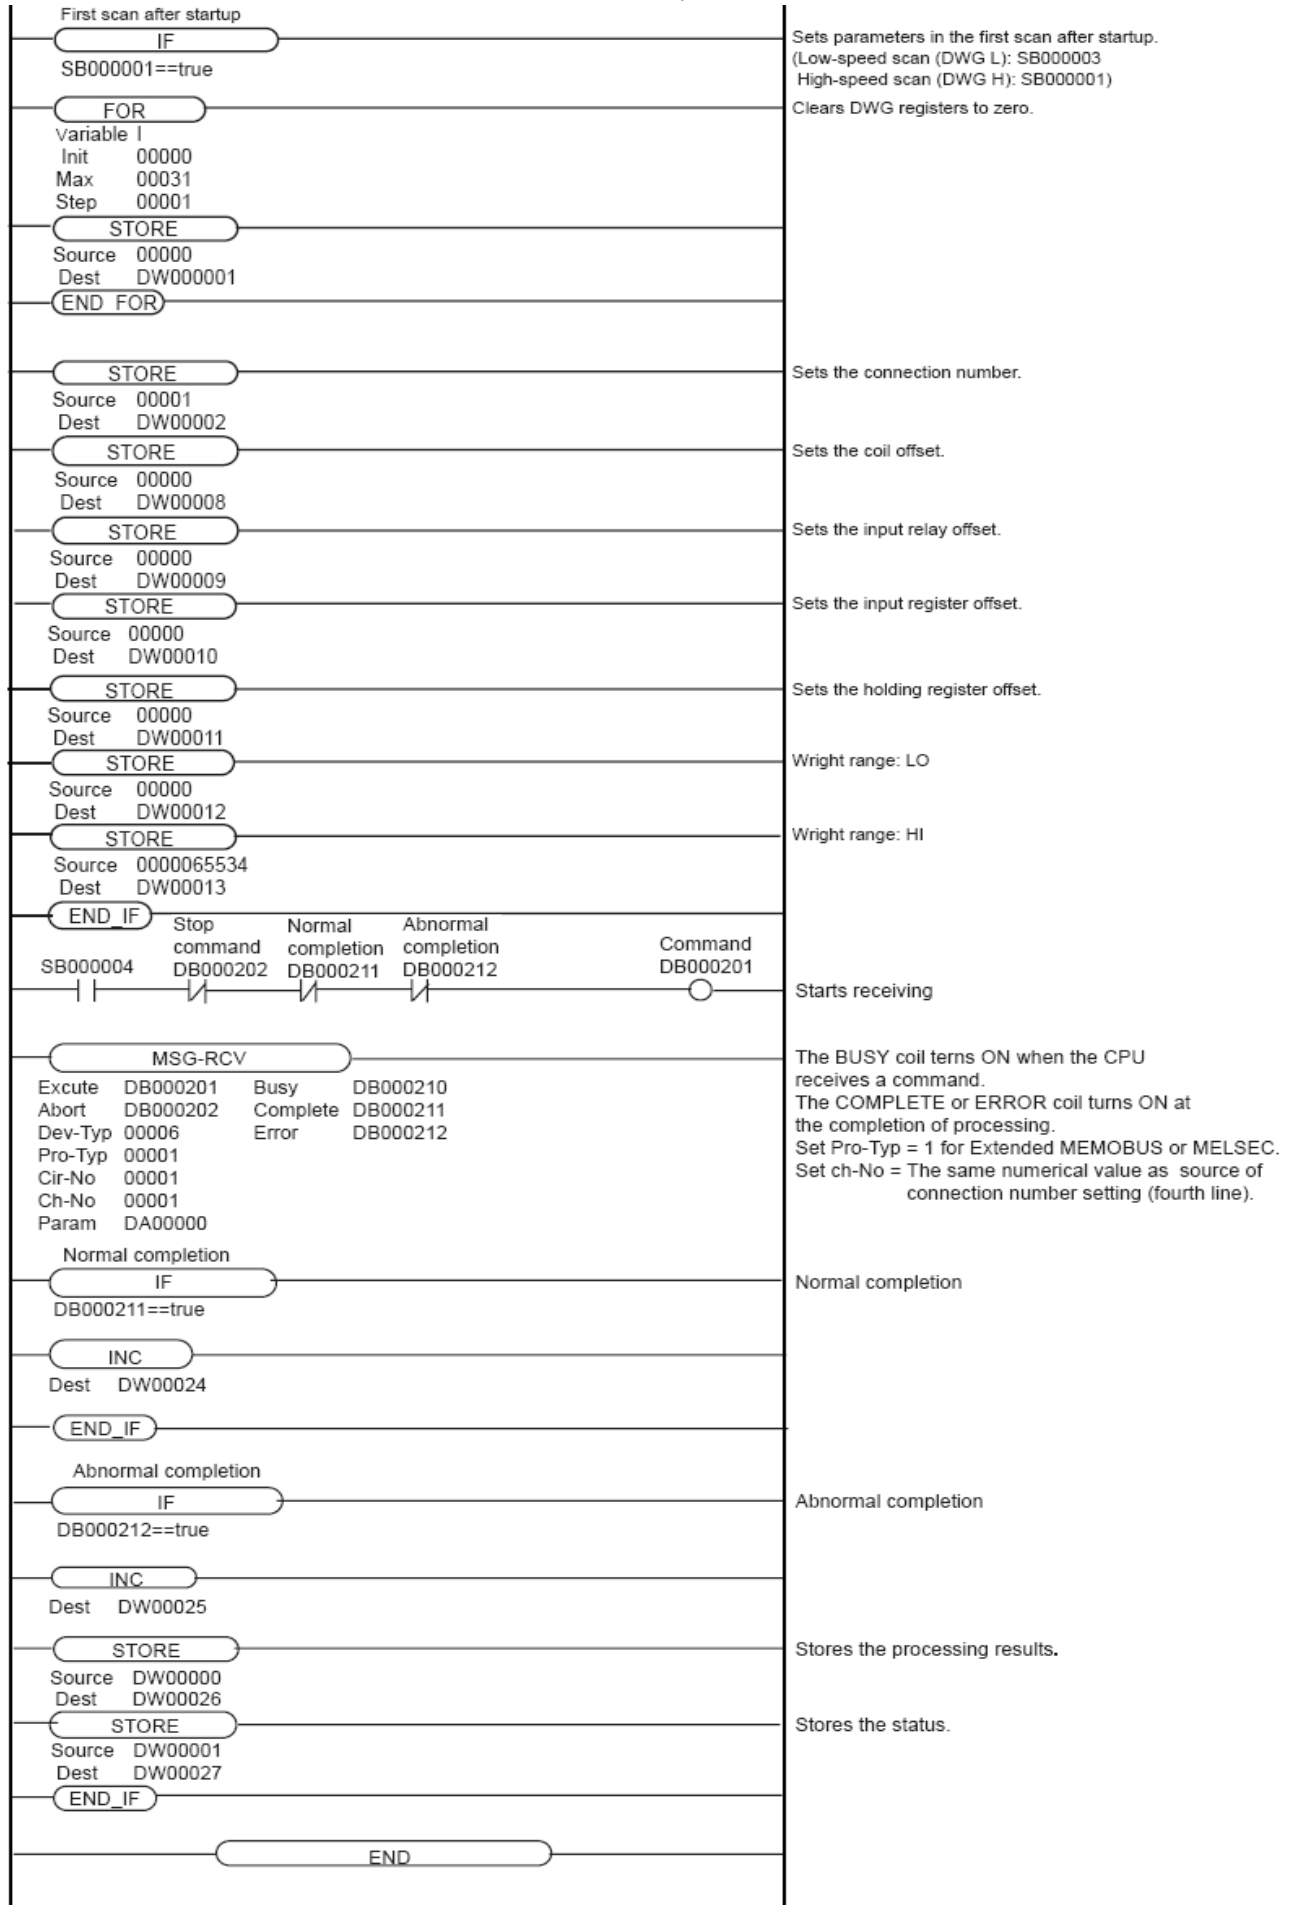 First scan after startup
IF
SB000001==true
Sets parameters in the first scan after startup.
(Low-speed scan (DWG L): SB000003
High-speed scan (DWG H): SB000001)
FOR
Clears DWG registers to zero.
Variable I
Init 00000
Max 00031
Step 00001
STORE
Source 00000
Dest DW000001
END FOR
STORE
Sets the connection number.
Source 00001
Dest DW00002
STORE
Sets the coil offset.
Source 00000
Dest DW00008
STORE
Sets the input relay offset.
Source 00000
Dest DW00009
STORE
Sets the input register offset.
Source 00000
Dest DW00010
STORE
Sets the holding register offset.
Source 00000
Dest DW00011
STORE
Wright range: LO
Source 00000
Dest DW00012
STORE
Wright range: HI
Source 0000065534
Dest DW00013
END_IF
SB000004
Stop
command
DB000202
Normal
completion
DB000211
Abnormal
completion
DB000212
Command
DB000201
Starts receiving
MSG-RCV
Excute DB000201 Busy DB000210
Abort DB000202 Complete DB000211
Dev-Typ 00006 Error DB000212
Pro-Typ 00001
Cir-No 00001
Ch-No 00001
Param DA00000
The BUSY coil terns ON when the CPU
receives a command.
The COMPLETE or ERROR coil turns ON at
the completion of processing.
Set Pro-Typ = 1 for Extended MEMOBUS or MELSEC.
Set ch-No = The same numerical value as source of
connection number setting (fourth line).
Normal completion
IF
DB000211==true
Normal completion
INC
Dest DW00024
END_IF
Abnormal completion
IF
DB000212==true
Abnormal completion
INC
Dest DW00025
STORE
Stores the processing results.
Source DW00000
Dest DW00026
STORE
Stores the status.
Source DW00001
Dest DW00027
END_IF
END